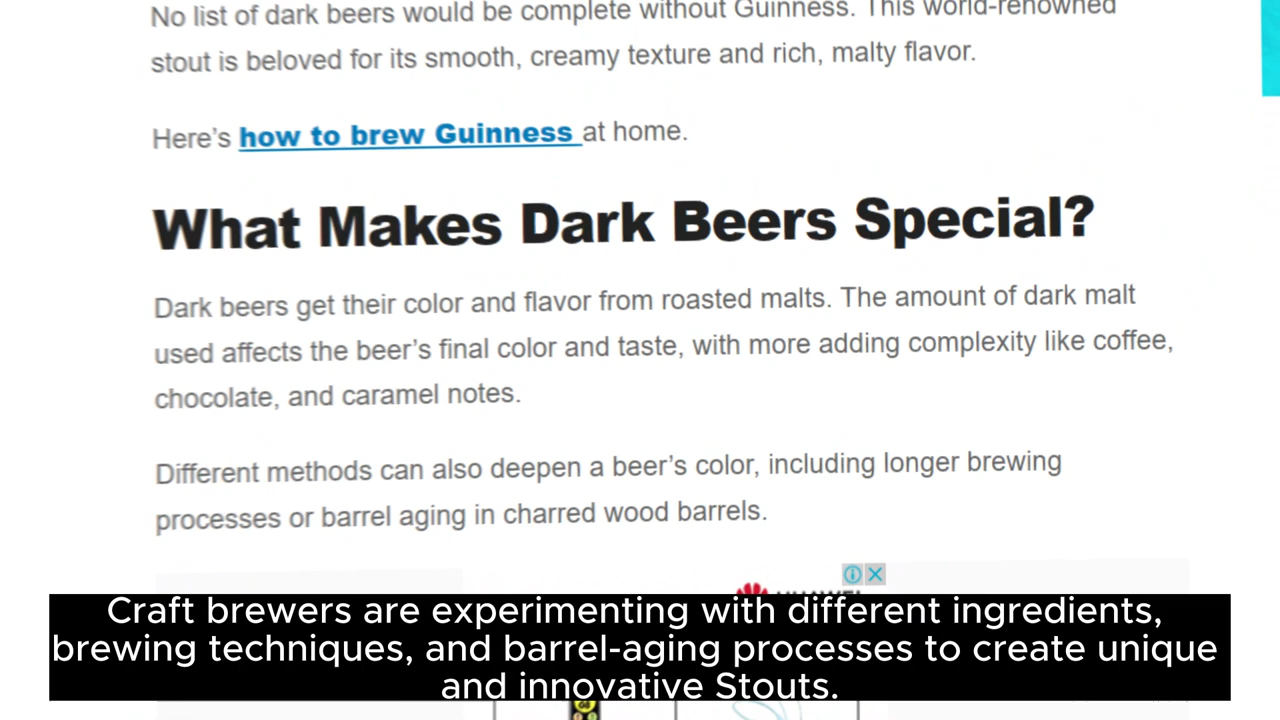 No list of dark beers would be complete without Guinness. This world-renowned
stout is beloved for its smooth, creamy texture and rich, malty flavor.
Here’s how to brew Guinness at home.
What Makes Dark Beers Special?
Dark beers get their color and flavor from roasted malts. The amount of dark malt
used affects the beer’s final color and taste, with more adding complexity like coffee,
chocolate, and caramel notes.
Different methods can also deepen a beer’s color, including longer brewing
processes or barrel aging in charred wood barrels.
Craft brewers are experimenting with different ingredients,
brewing techniques, and barrel-aging processes to create unique
and innovative Stouts.